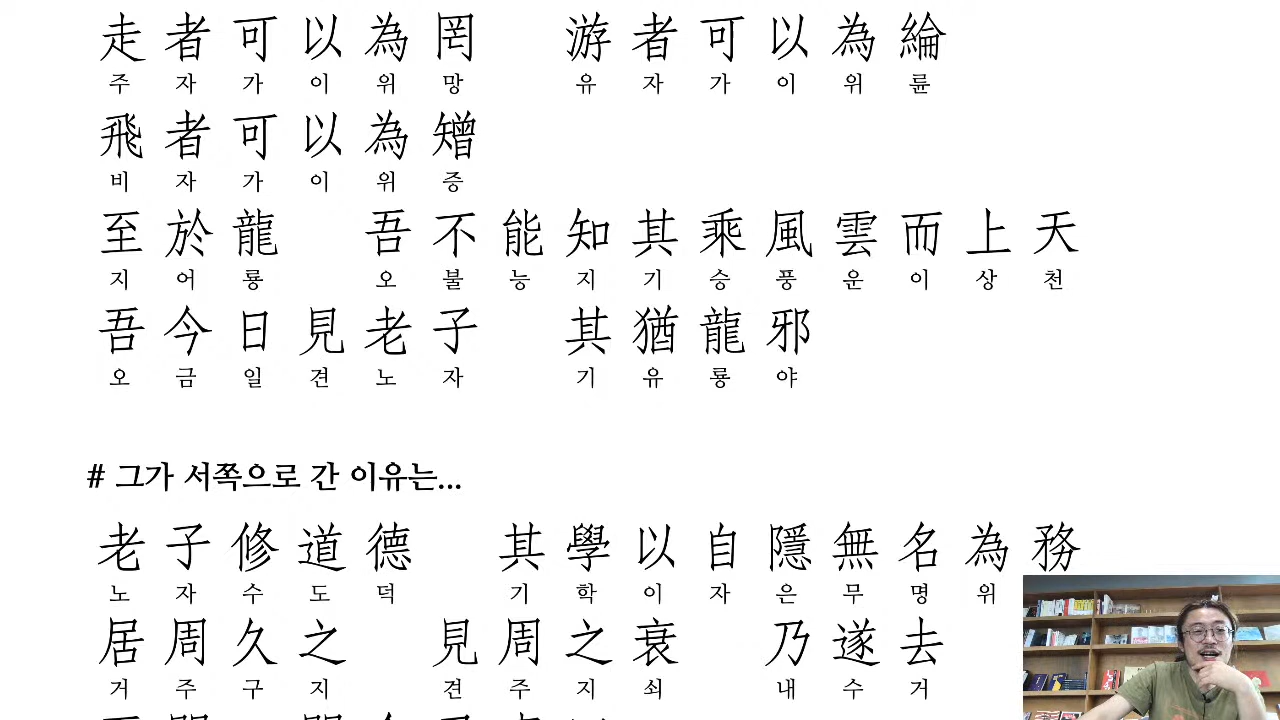 走者可以為罔 游者可以為綸
주 자 가 이 위 망 유 자 가 이 위 륜
飛者可以為矰
비 자 가 이 위 증
至於龍 吾不能知其乘風雲而上天
지 어 룡 오 불 능 지 기 승 풍 운 이 상 천
吾今日見老子 其猶龍邪
오 금 일 견 노 자 기 유 룡 야
# 그가 서쪽으로 간 이유는...
老子修道德 其學以自隱無名為務
노 자 수 도 덕 기 학 이 자 은 무 명 위
居周久之 見周之衰 乃遂去
거 주 구 지 견 주 지 쇠 내 수 거